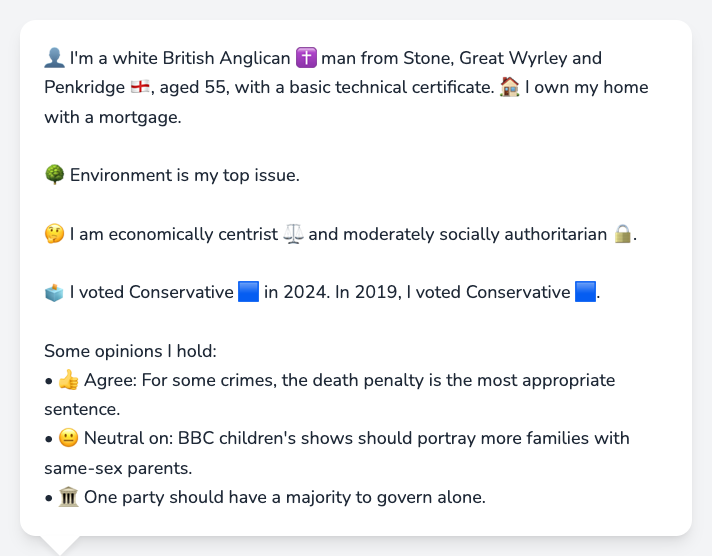 👤 I'm a white British Anglican ✝️ man from Stone, Great Wyrley and
Penkridge 🏴󠁧󠁢󠁥󠁮󠁧󠁿, aged 55, with a basic technical certificate. 🏠 I own my home
with a mortgage.
🌳 Environment is my top issue.
🤔 I am economically centrist ⚖️ and moderately socially authoritarian 🔒.
🗳️ I voted Conservative 🟦 in 2024. In 2019, I voted Conservative 🟦.
Some opinions I hold:
• 👍 Agree: For some crimes, the death penalty is the most appropriate
sentence.
• 😐 Neutral on: BBC children's shows should portray more families with
same-sex parents.
• 🏛️ One party should have a majority to govern alone.